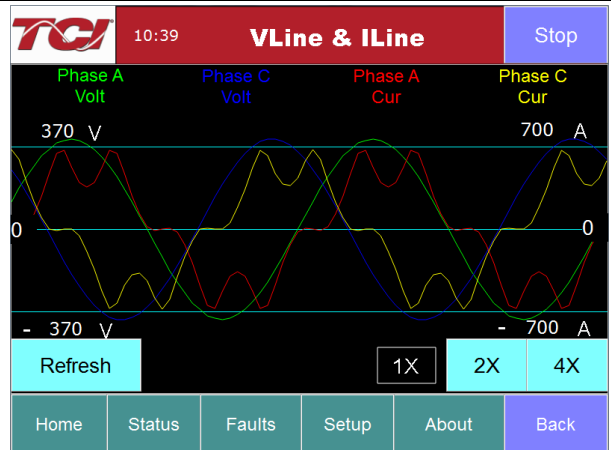 TCI 10:39 VLine & ILine Stop
Phase A Phase C Phase A Phase C
Volt Volt Cur Cur
370 V 700 A
0 0
- 370 V - 700 A
Refresh 1X 2X 4X
Home Status Faults Setup About Back